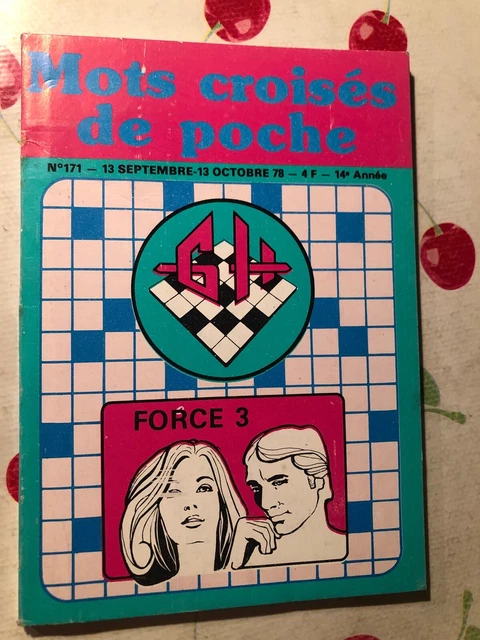 Mots croisés
de poche
N°171 — 13 SEPTEMBRE-13 OCTOBRE 78 — 4 F — 14e Année
GH
FORCE 3